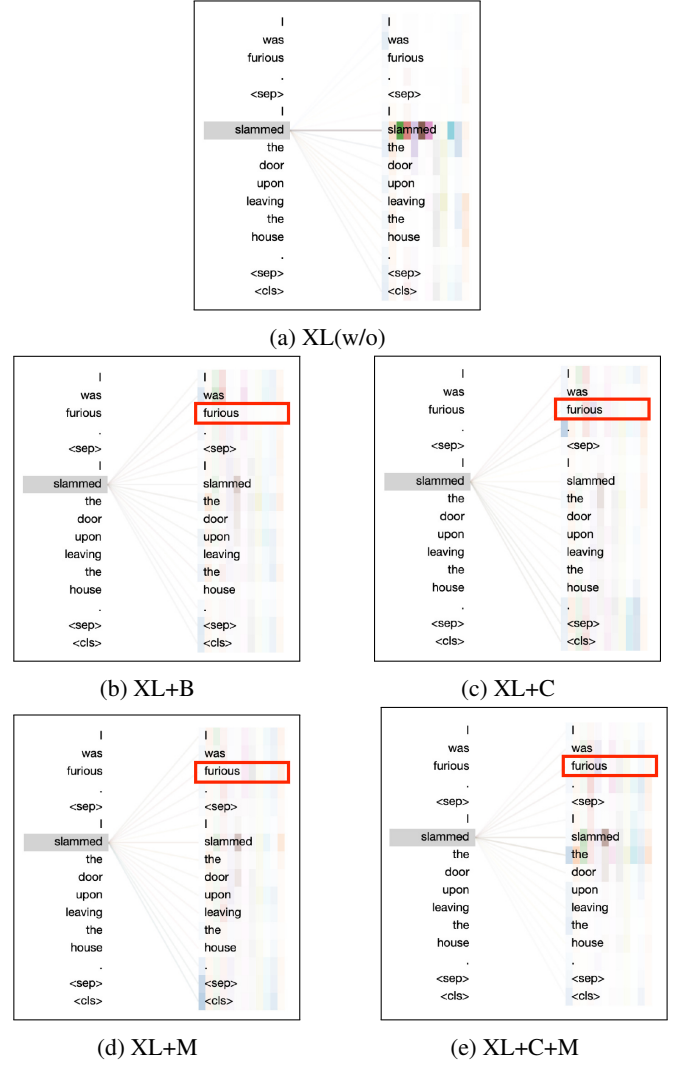 I I
was was
furious furious
. .
<sep> <sep>
I I
slammed slammed
the the
door door
upon upon
leaving leaving
the the
house house
. .
<sep> <sep>
<cls> <cls>
(a) XL(w/o)
I I
was was
furious furious
. .
<sep> <sep>
I I
slammed slammed
the the
door door
upon upon
leaving leaving
the the
house house
. .
<sep> <sep>
<cls> <cls>
(b) XL+B
I I
was was
furious furious
. .
<sep> <sep>
I I
slammed slammed
the the
door door
upon upon
leaving leaving
the the
house house
. .
<sep> <sep>
<cls> <cls>
(c) XL+C
I I
was was
furious furious
. .
<sep> <sep>
I I
slammed slammed
the the
door door
upon upon
leaving leaving
the the
house house
. .
<sep> <sep>
<cls> <cls>
(d) XL+M
I I
was was
furious furious
. .
<sep> <sep>
I I
slammed slammed
the the
door door
upon upon
leaving leaving
the the
house house
. .
<sep> <sep>
<cls> <cls>
(e) XL+C+M